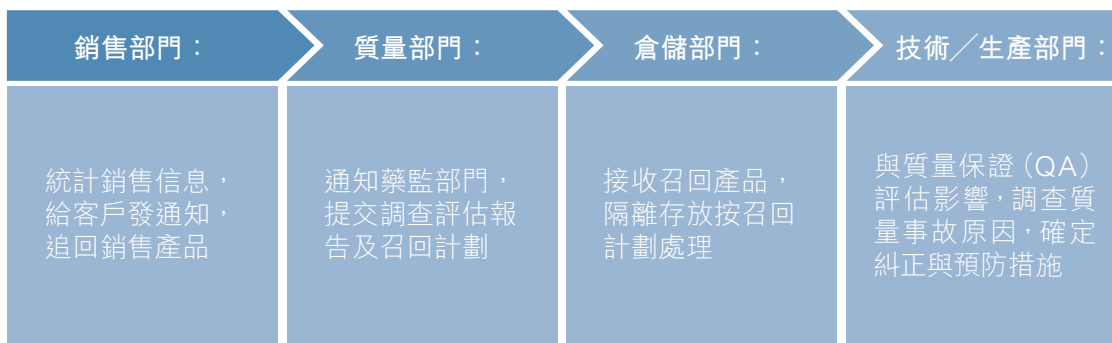 銷售部門：
統計銷售信息，
給客戶發通知，
追回銷售產品
質量部門：
通知藥監部門，
提交調查評估報
告及召回計劃
倉儲部門：
接收召回產品，
隔離存放按召回
計劃處理
技術／生產部門：
與質量保證（QA）
評估影響，調查質
量事故原因，確定
糾正與預防措施